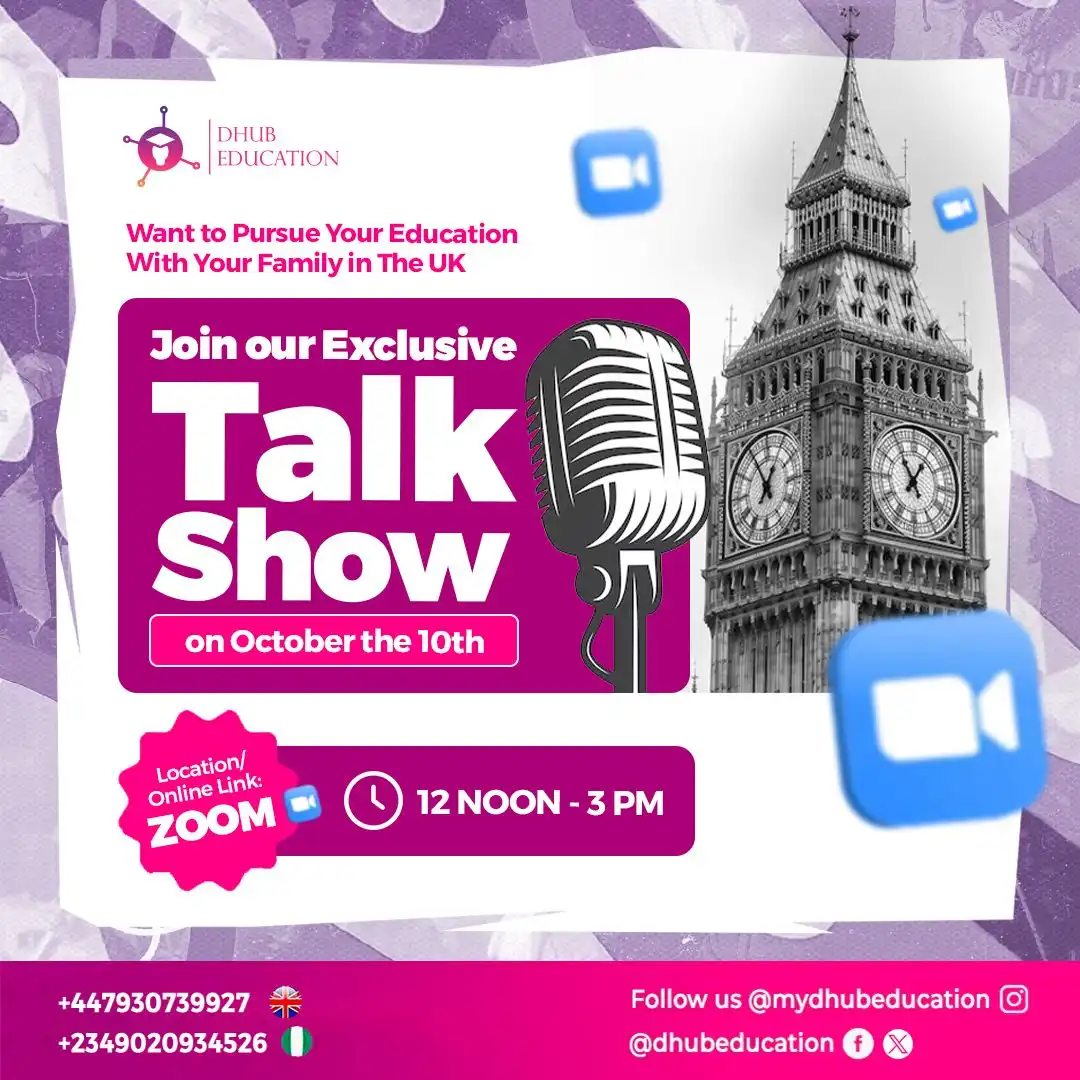 DHUB
EDUCATION
Want to Pursue Your Education
With Your Family in The UK
Join our Exclusive
Talk
Show
on October the 10th
Location/
Online Link:
ZOOM
12 NOON - 3 PM
+447930739927
+2349020934526
Follow us @mydhubeducation
@dhubeducation